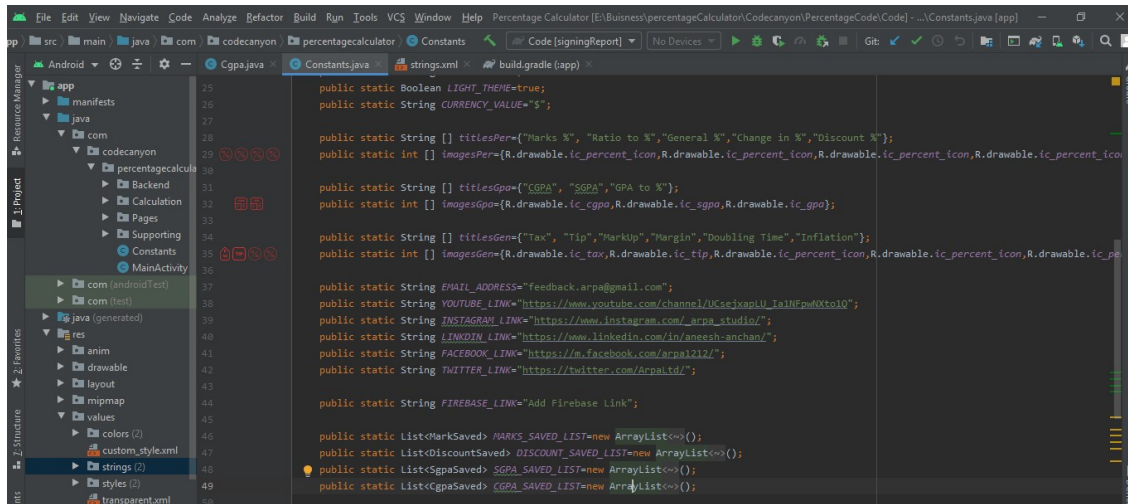 File Edit View Navigate Code Analyze Refactor Build Run Tools VCS Window Help Percentage Calculator [E:\Buisness\percentageCalculator\Codecanyon\PercentageCode\Code] - ...\Constants.java [app]
pp src main java com codecanyon percentagecalculator Constants Code [signingReport] No Devices Git:
Android Cgpa.java Constants.java strings.xml build.gradle (:app)
Resource Manager
1: Project
2: Favorites
7: Structure
app
manifests
java
com
codecanyon
percentagecalcula
Backend
Calculation
Pages
Supporting
Constants
MainActivity
com (androidTest)
com (test)
java (generated)
res
anim
drawable
layout
mipmap
values
colors (2)
custom_style.xml
strings (2)
styles (2)
transparent.xml
25 public static Boolean LIGHT_THEME=true;
26 public static String CURRENCY_VALUE="$";
27
28 public static String [] titlesPer={"Marks %", "Ratio to %","General %","Change in %","Discount %"};
29 public static int [] imagesPer={R.drawable.ic_percent_icon,R.drawable.ic_percent_icon,R.drawable.ic_percent_icon,R.drawable.ic_percent_ico
30
31 public static String [] titlesGpa={"CGPA", "SGPA","GPA to %"};
32 public static int [] imagesGpa={R.drawable.ic_cgpa,R.drawable.ic_sgpa,R.drawable.ic_gpa};
33
34 public static String [] titlesGen={"Tax", "Tip","MarkUp","Margin","Doubling Time","Inflation"};
35 public static int [] imagesGen={R.drawable.ic_tax,R.drawable.ic_tip,R.drawable.ic_percent_icon,R.drawable.ic_percent_icon,R.drawable.ic_pe
36
37 public static String EMAIL_ADDRESS="feedback.arpa@gmail.com";
38 public static String YOUTUBE_LINK="https://www.youtube.com/channel/UCsejxapLU_Ia1NFpwNXto1Q";
39 public static String INSTAGRAM_LINK="https://www.instagram.com/_arpa_studio/";
40 public static String LINKDIN_LINK="https://www.linkedin.com/in/aneesh-anchan/";
41 public static String FACEBOOK_LINK="https://m.facebook.com/arpa1212/";
42 public static String TWITTER_LINK="https://twitter.com/ArpaLtd/";
43
44 public static String FIREBASE_LINK="Add Firebase Link";
45
46 public static List<MarkSaved> MARKS_SAVED_LIST=new ArrayList<~>();
47 public static List<DiscountSaved> DISCOUNT_SAVED_LIST=new ArrayList<~>();
48 public static List<SgpaSaved> SGPA_SAVED_LIST=new ArrayList<~>();
49 public static List<CgpaSaved> CGPA_SAVED_LIST=new ArrayList<~>();
50